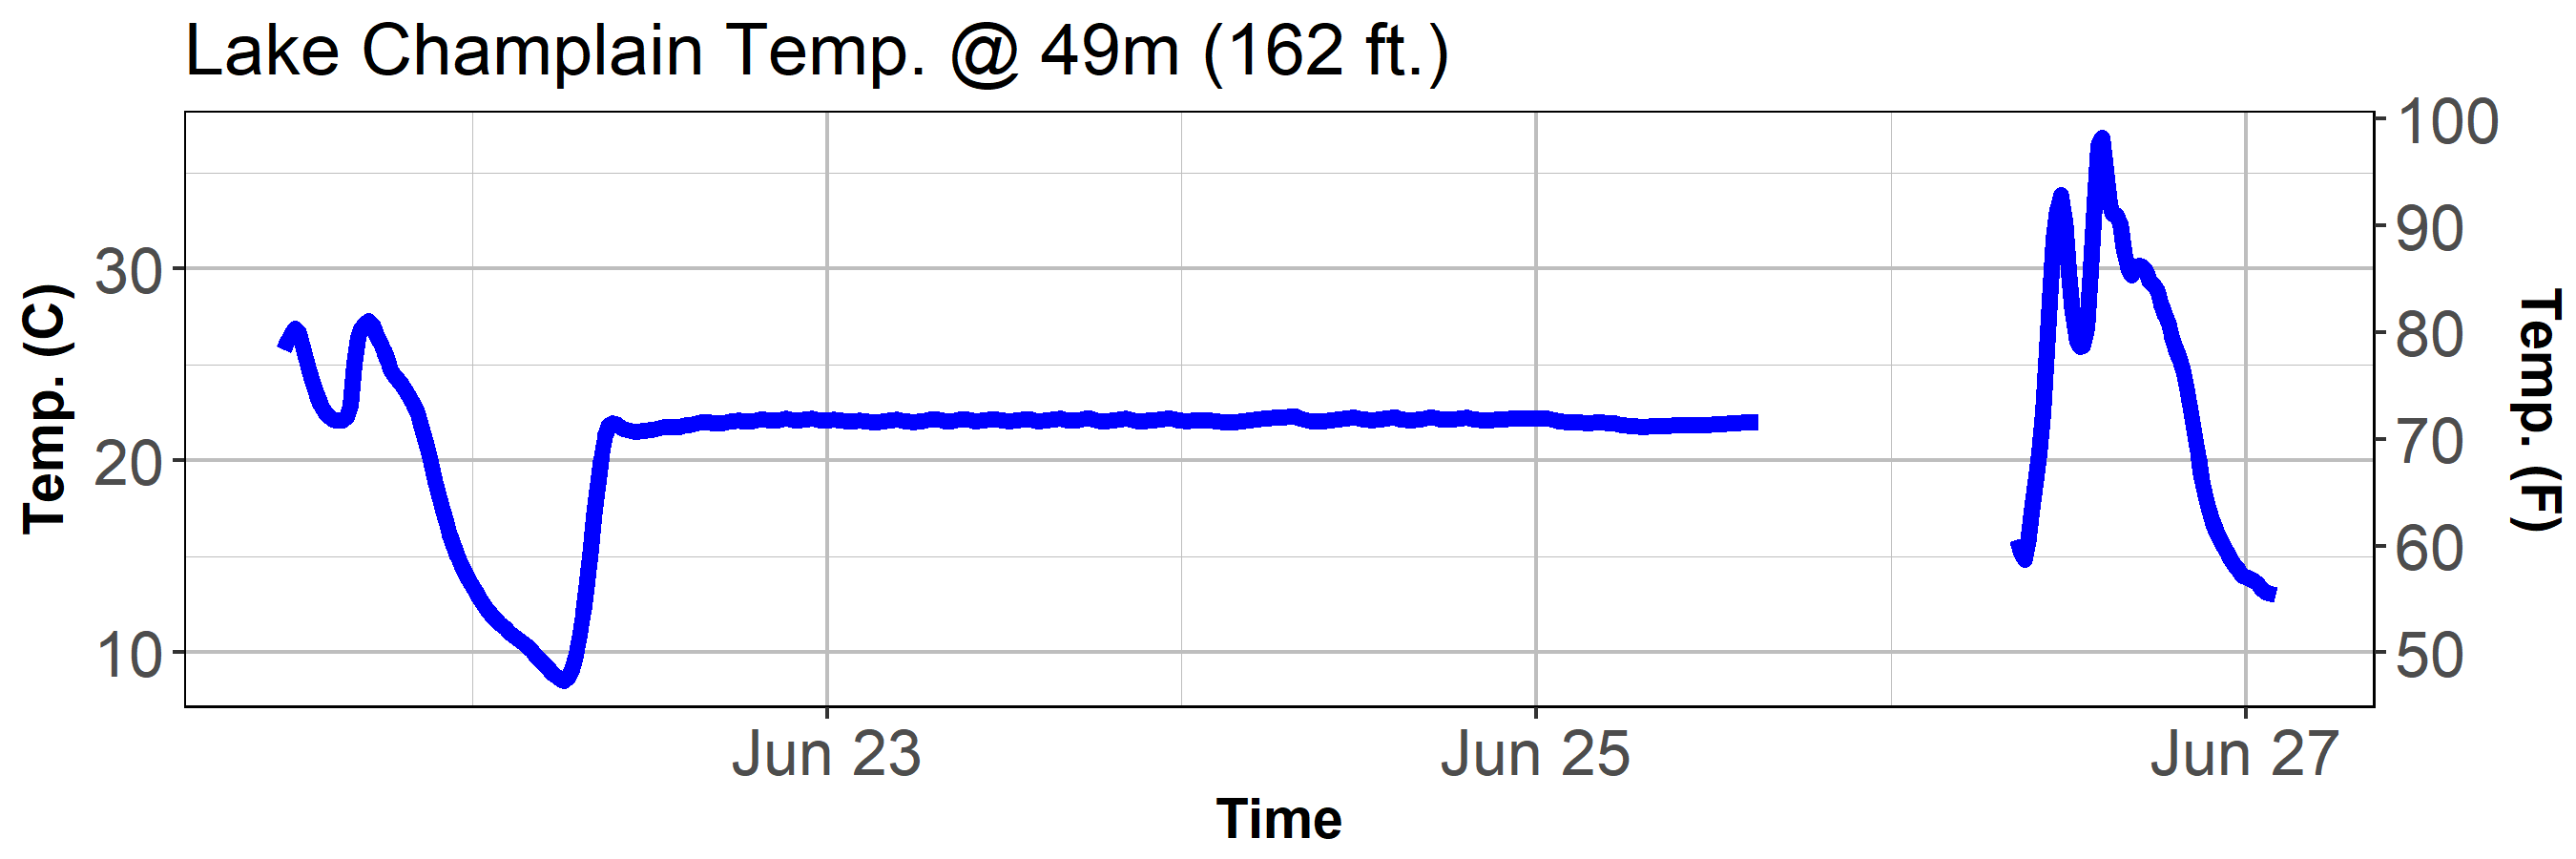 Lake Champlain Temp. @ 49m (162 ft.)
100
90
80
70
60
50
30
20
10
Temp. (C)
Temp. (F)
Jun 23
Jun 25
Jun 27
Time